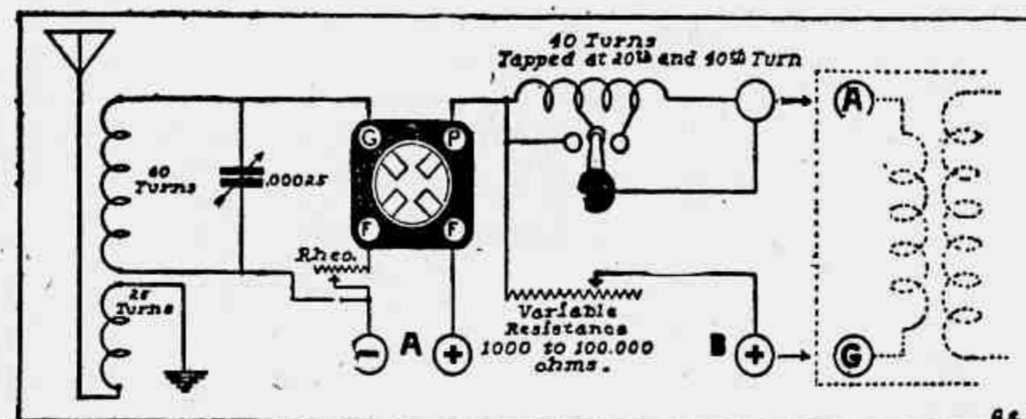 40 Turns
Tapped at 20th and 40th Turn
A
G
P
60
Turns
.00025
F
F
Rheo.
25
Turns
Variable
Resistance
1000 to 100.000
ohms.
−
A
+
B
+
G